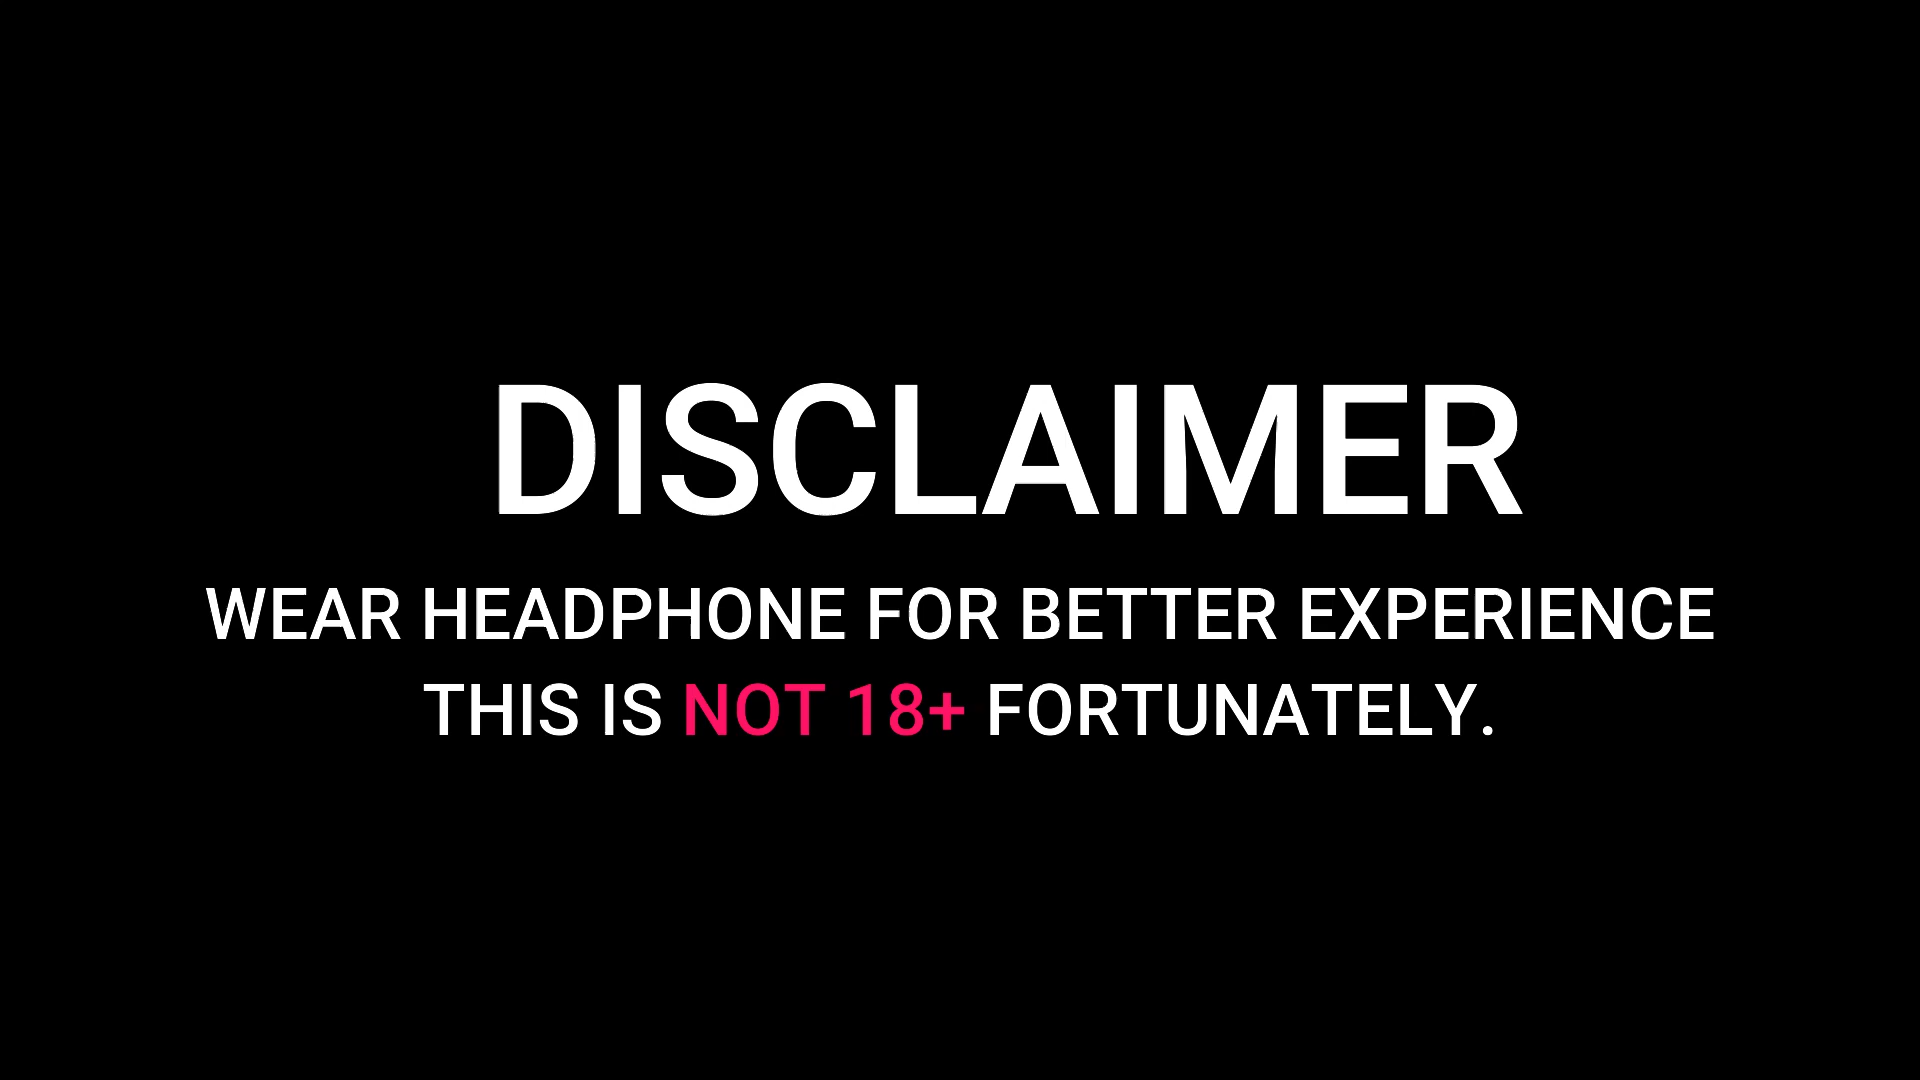 DISCLAIMER
WEAR HEADPHONE FOR BETTER EXPERIENCE
THIS IS NOT 18+ FORTUNATELY.